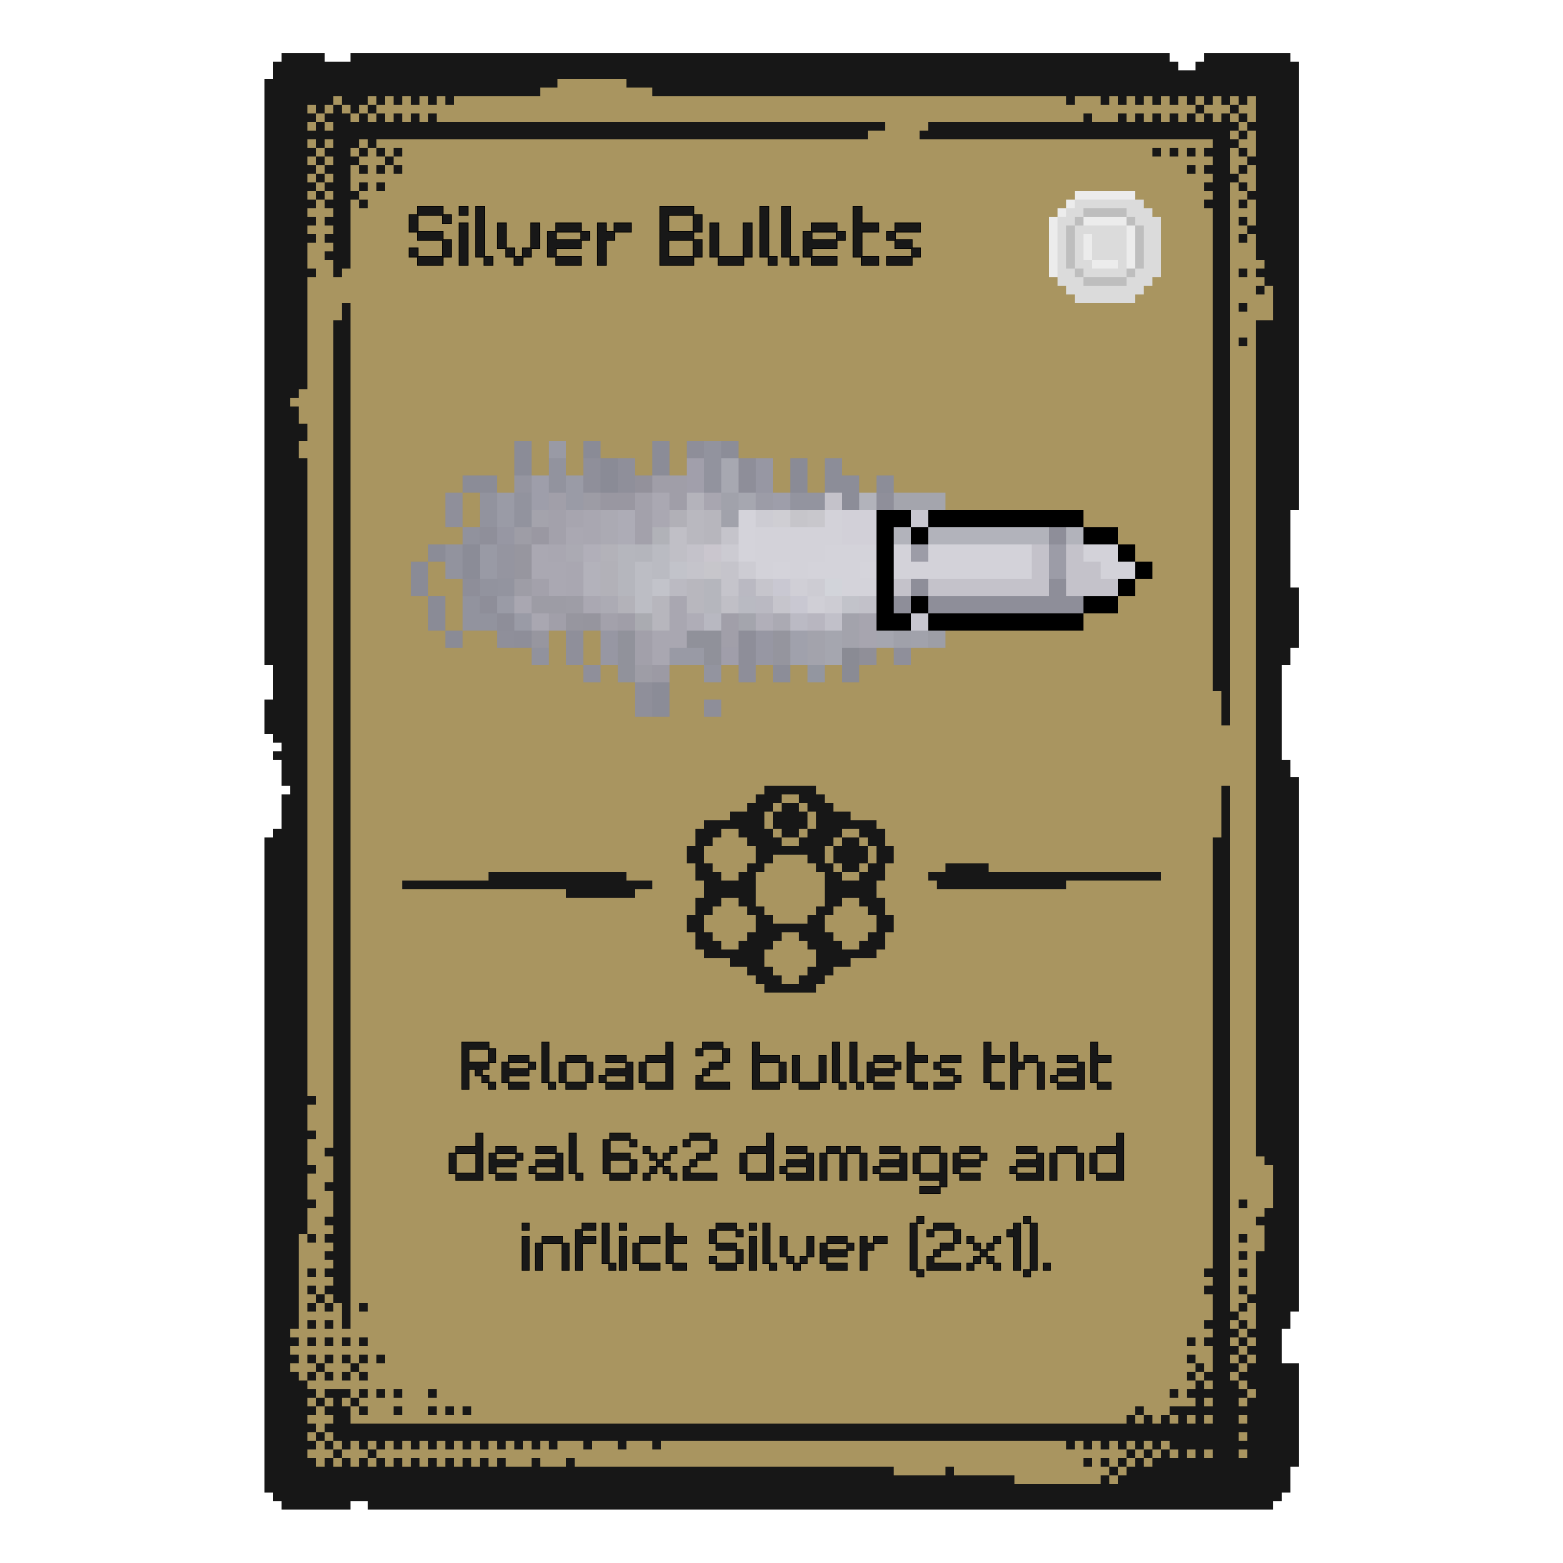 Silver Bullets
Reload 2 bullets that
deal 6x2 damage and
inflict Silver (2x1).